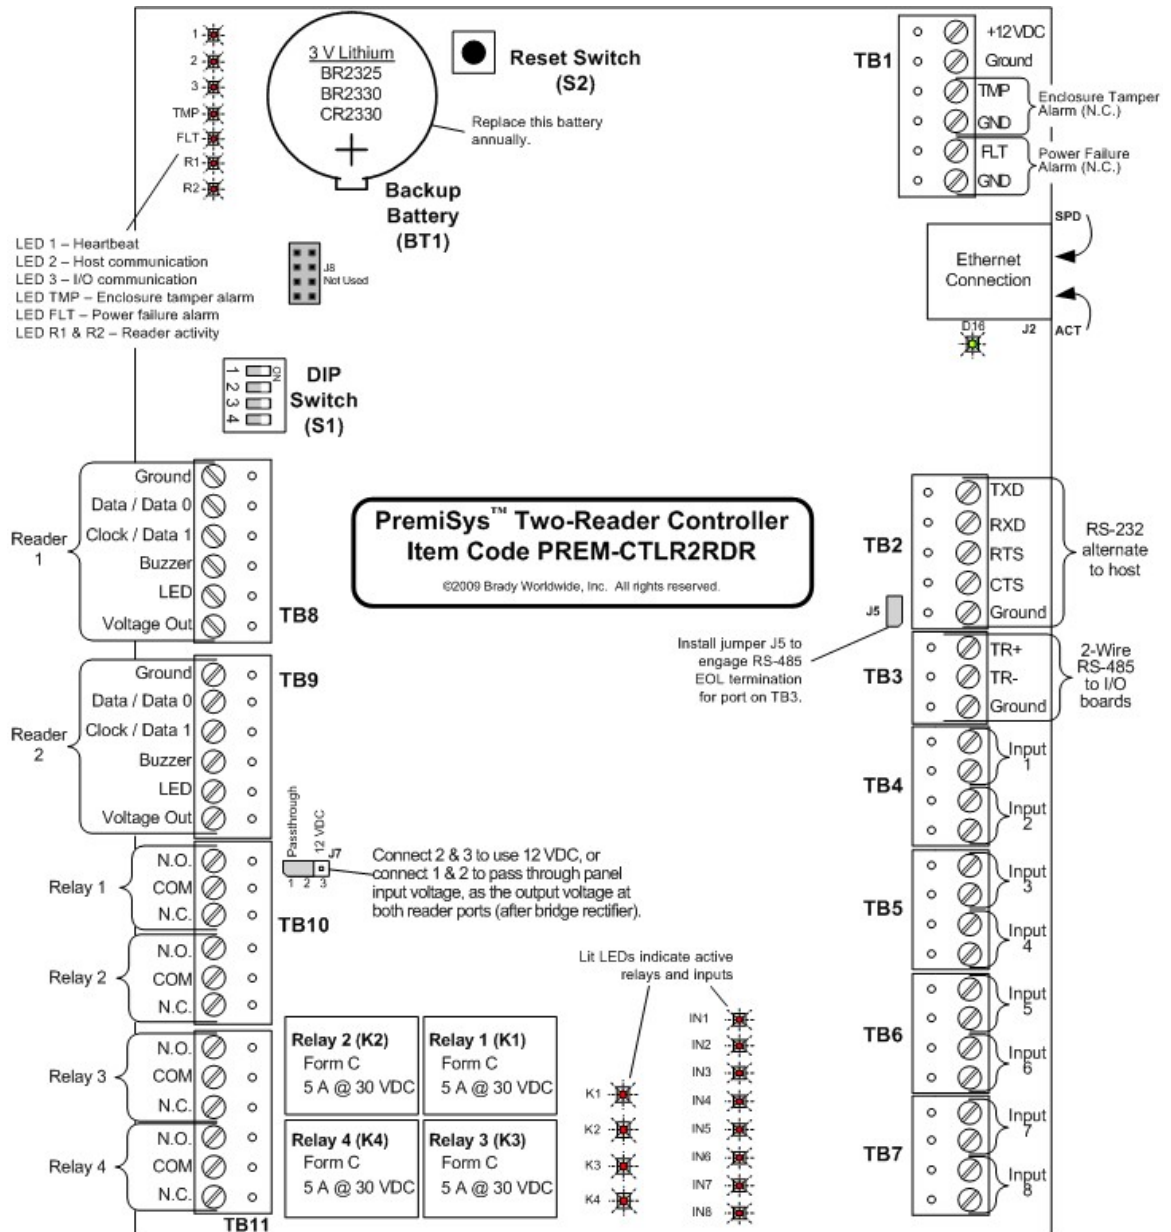 1
2
3
TMP
FLT
R1
R2
3 V Lithium
BR2325
BR2330
CR2330
Reset Switch
(S2)
Replace this battery
annually.
Backup
Battery
(BT1)
TB1
+12VDC
Ground
TMP
GND
FLT
GND
Enclosure Tamper
Alarm (N.C.)
Power Failure
Alarm (N.C.)
SPD
Ethernet
Connection
J2
ACT
D16
LED 1 – Heartbeat
LED 2 – Host communication
LED 3 – I/O communication
LED TMP – Enclosure tamper alarm
LED FLT – Power failure alarm
LED R1 & R2 – Reader activity
J8
Not Used
1
2
3
4
ON
DIP
Switch
(S1)
Reader
1
Ground
Data / Data 0
Clock / Data 1
Buzzer
LED
Voltage Out
TB8
PremiSys™ Two-Reader Controller
Item Code PREM-CTLR2RDR
©2009 Brady Worldwide, Inc. All rights reserved.
TB2
TXD
RXD
RTS
CTS
Ground
RS-232
alternate
to host
J5
Install jumper J5 to
engage RS-485
EOL termination
for port on TB3.
TB3
TR+
TR-
Ground
2-Wire
RS-485
to I/O
boards
Reader
2
Ground
Data / Data 0
Clock / Data 1
Buzzer
LED
Voltage Out
TB9
Passthrough
12 VDC
J7
1 2 3
Connect 2 & 3 to use 12 VDC, or
connect 1 & 2 to pass through panel
input voltage, as the output voltage at
both reader ports (after bridge rectifier).
TB4
Input
1
Input
2
TB5
Input
3
Input
4
TB6
Input
5
Input
6
TB7
Input
7
Input
8
Relay 1
N.O.
COM
N.C.
TB10
Relay 2
N.O.
COM
N.C.
Relay 3
N.O.
COM
N.C.
Relay 4
N.O.
COM
N.C.
TB11
Relay 2 (K2)
Form C
5 A @ 30 VDC
Relay 1 (K1)
Form C
5 A @ 30 VDC
Relay 4 (K4)
Form C
5 A @ 30 VDC
Relay 3 (K3)
Form C
5 A @ 30 VDC
Lit LEDs indicate active
relays and inputs
K1
K2
K3
K4
IN1
IN2
IN3
IN4
IN5
IN6
IN7
IN8